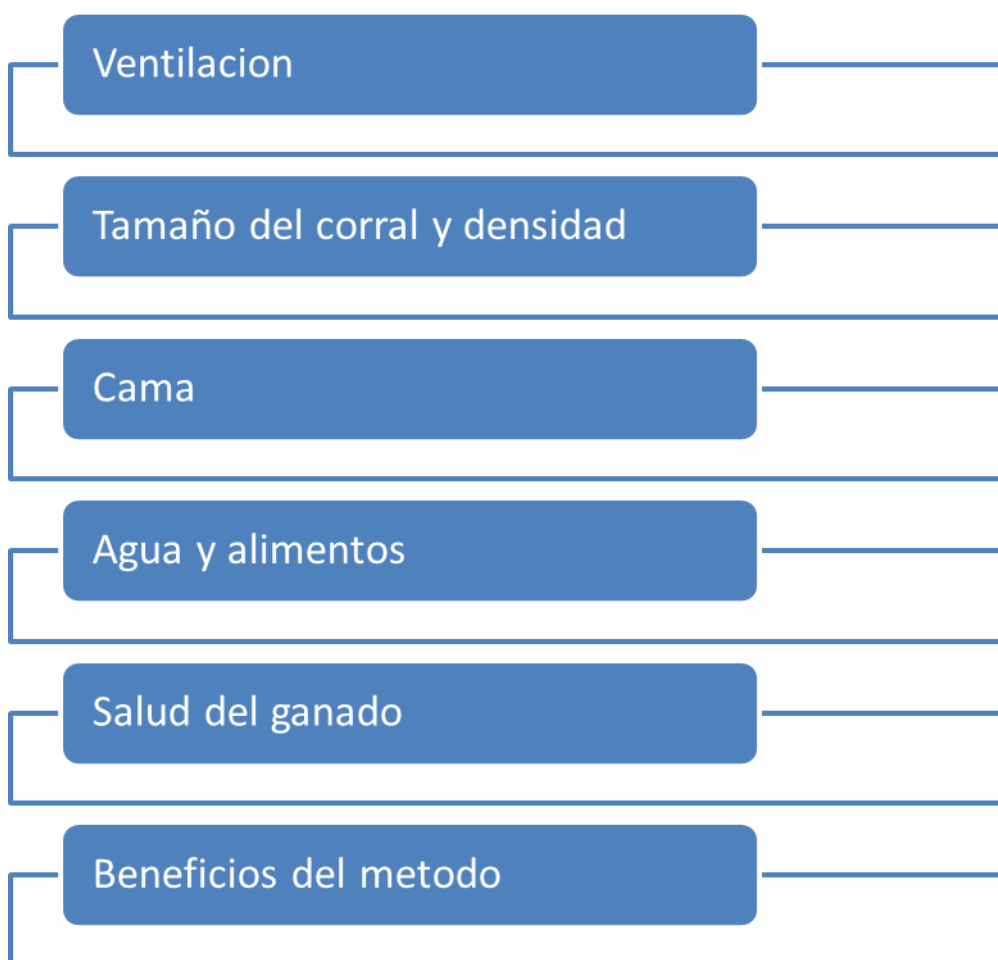 Ventilacion
Tamaño del corral y densidad
Cama
Agua y alimentos
Salud del ganado
Beneficios del metodo